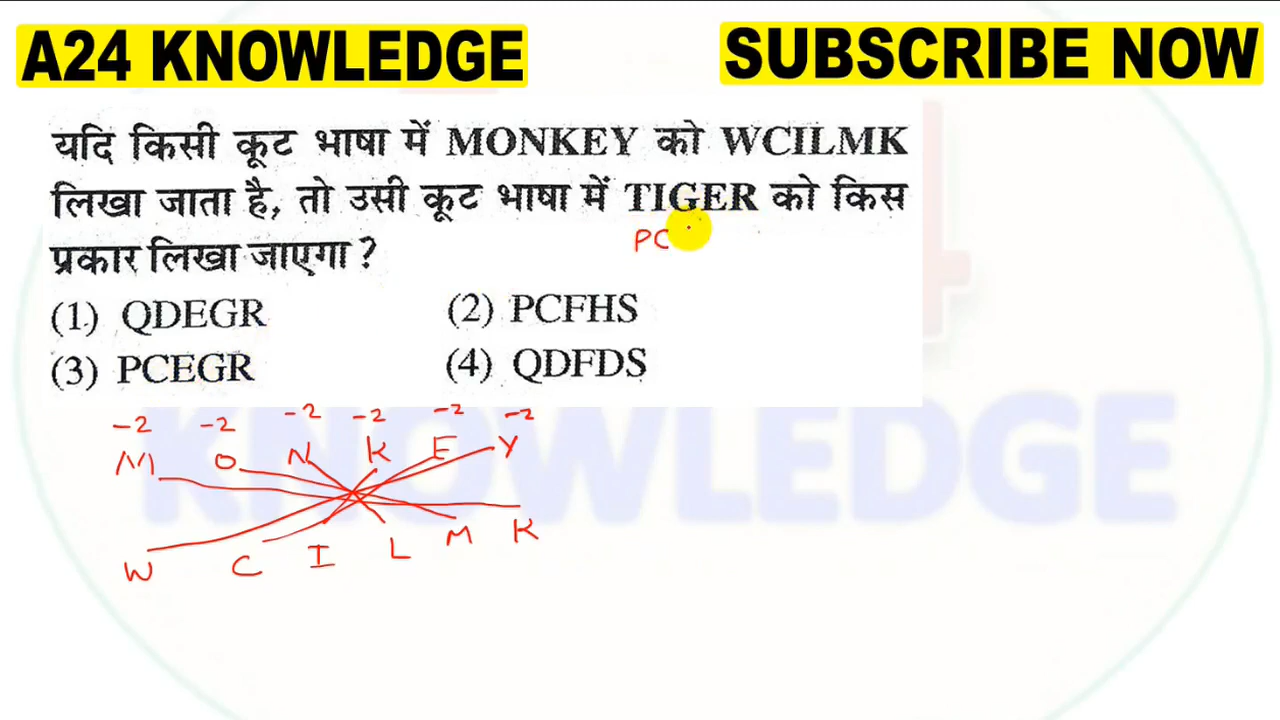 A24 KNOWLEDGE SUBSCRIBE NOW
यदि किसी कूट भाषा में MONKEY को WCILMK
लिखा जाता है, तो उसी कूट भाषा में TIGER को किस
PC
प्रकार लिखा जाएगा ?
(1) QDEGR (2) PCFHS
(3) PCEGR (4) QDFDS
-2 -2 -2 -2 -2 -2
M O N K E Y
W C I L M K
KNOWLEDGE